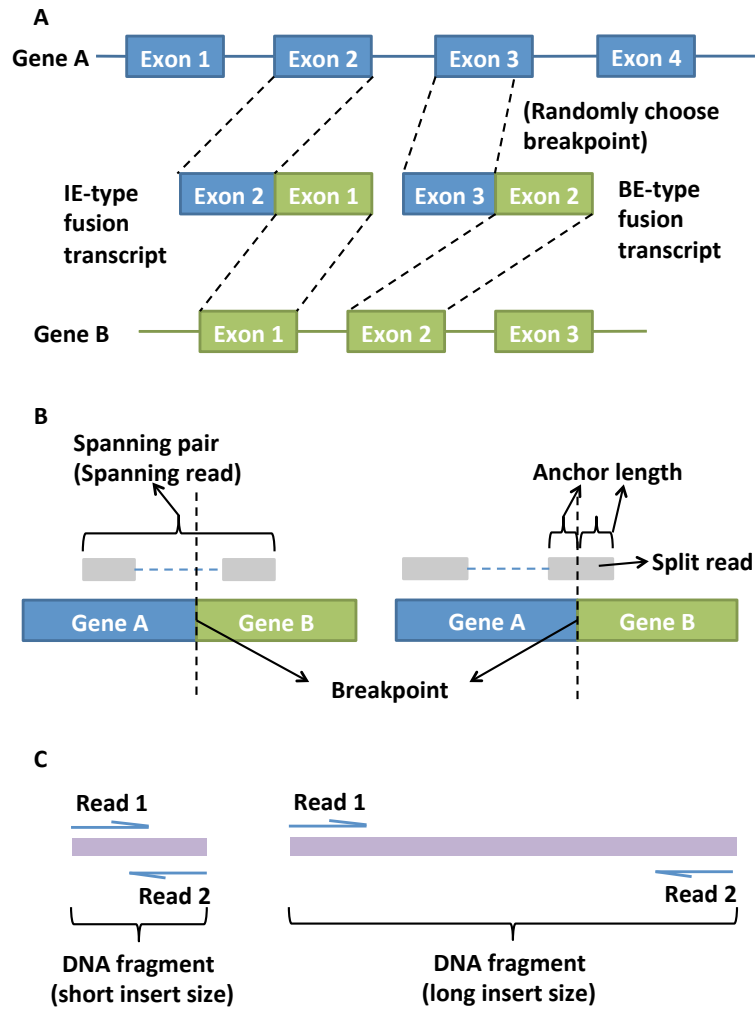 A
Gene A
Exon 1
Exon 2
Exon 3
Exon 4
(Randomly choose
breakpoint)
IE-type
fusion
transcript
Exon 2
Exon 1
Exon 3
Exon 2
BE-type
fusion
transcript
Gene B
Exon 1
Exon 2
Exon 3
B
Spanning pair
(Spanning read)
Anchor length
Split read
Gene A
Gene B
Gene A
Gene B
Breakpoint
C
Read 1
Read 2
DNA fragment
(short insert size)
Read 1
Read 2
DNA fragment
(long insert size)